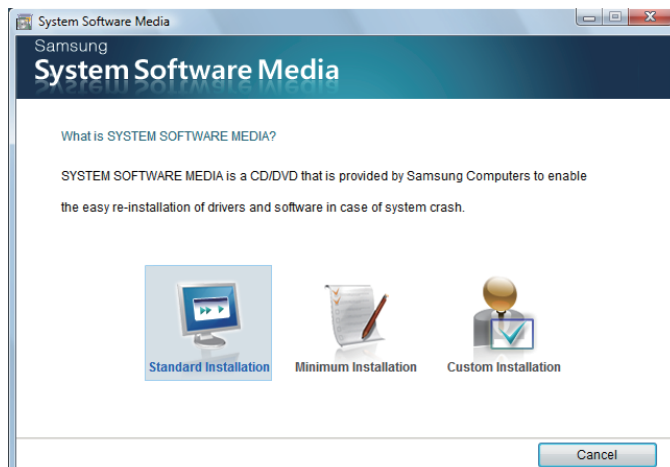 System Software Media
Samsung
System Software Media
What is SYSTEM SOFTWARE MEDIA?
SYSTEM SOFTWARE MEDIA is a CD/DVD that is provided by Samsung Computers to enable
the easy re-installation of drivers and software in case of system crash.
Standard Installation Minimum Installation Custom Installation
Cancel